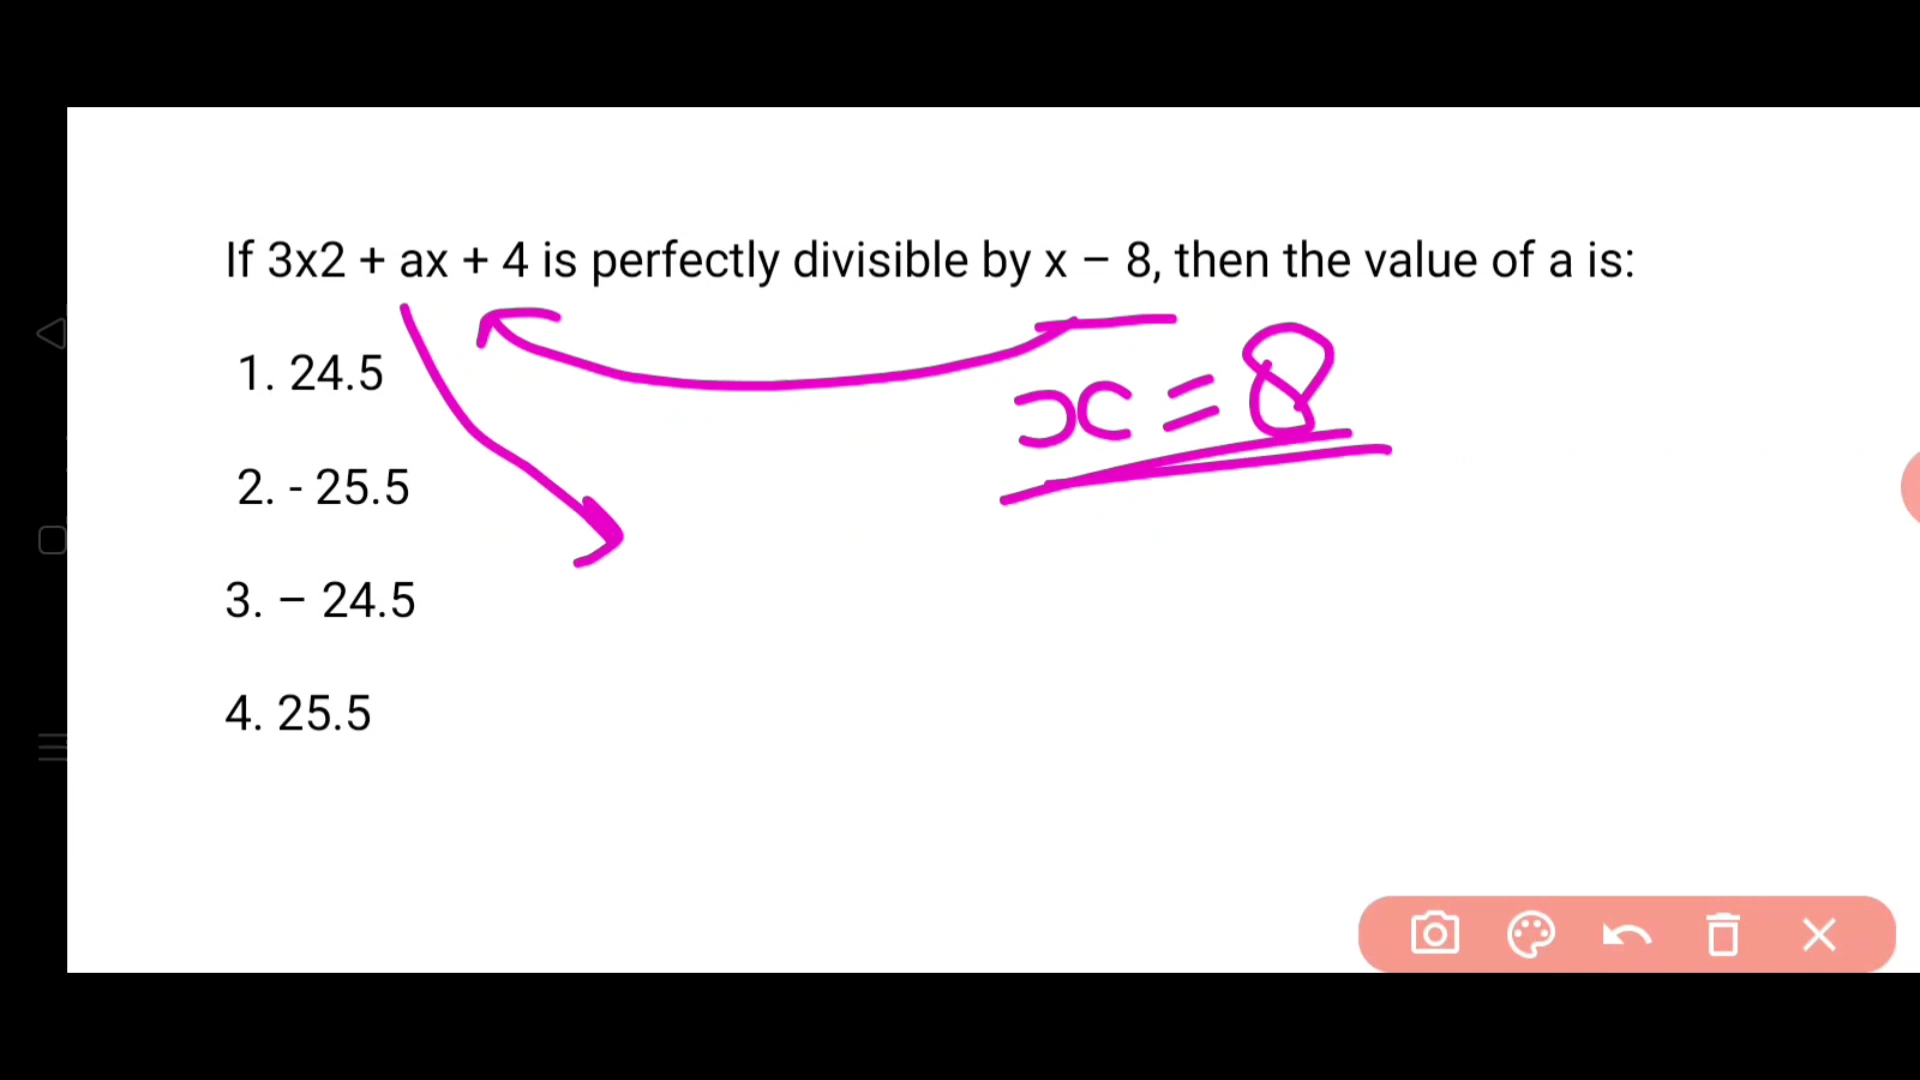 If 3x2 + ax + 4 is perfectly divisible by x – 8, then the value of a is:
1. 24.5
x = 8
2. - 25.5
3. – 24.5
4. 25.5